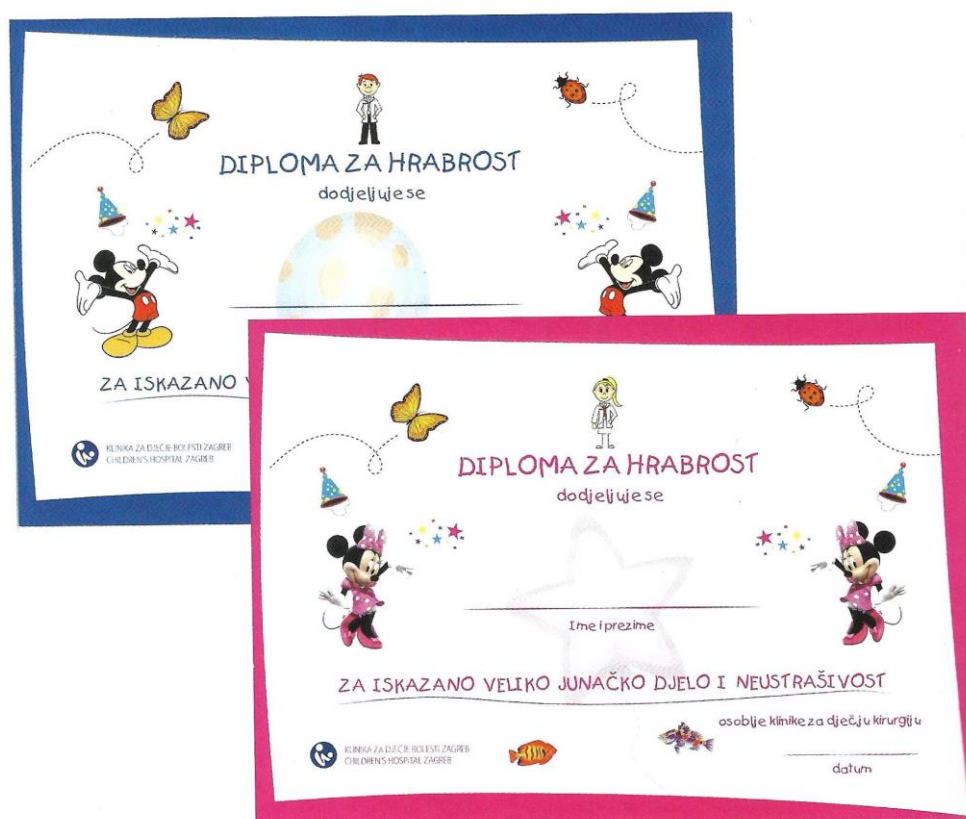 DIPLOMA ZA HRABROST
dodjeljuje se
ZA ISKAZANO
KLINIKA ZA DJEČJE BOLESTI ZAGREB
CHILDREN'S HOSPITAL ZAGREB
DIPLOMA ZA HRABROST
dodjeljuje se
Ime i prezime
ZA ISKAZANO VELIKO JUNAČKO DJELO I NEUSTRAŠIVOST
osoblje klinike za dječju kirurgiju
KLINIKA ZA DJEČJE BOLESTI ZAGREB
CHILDREN'S HOSPITAL ZAGREB
datum